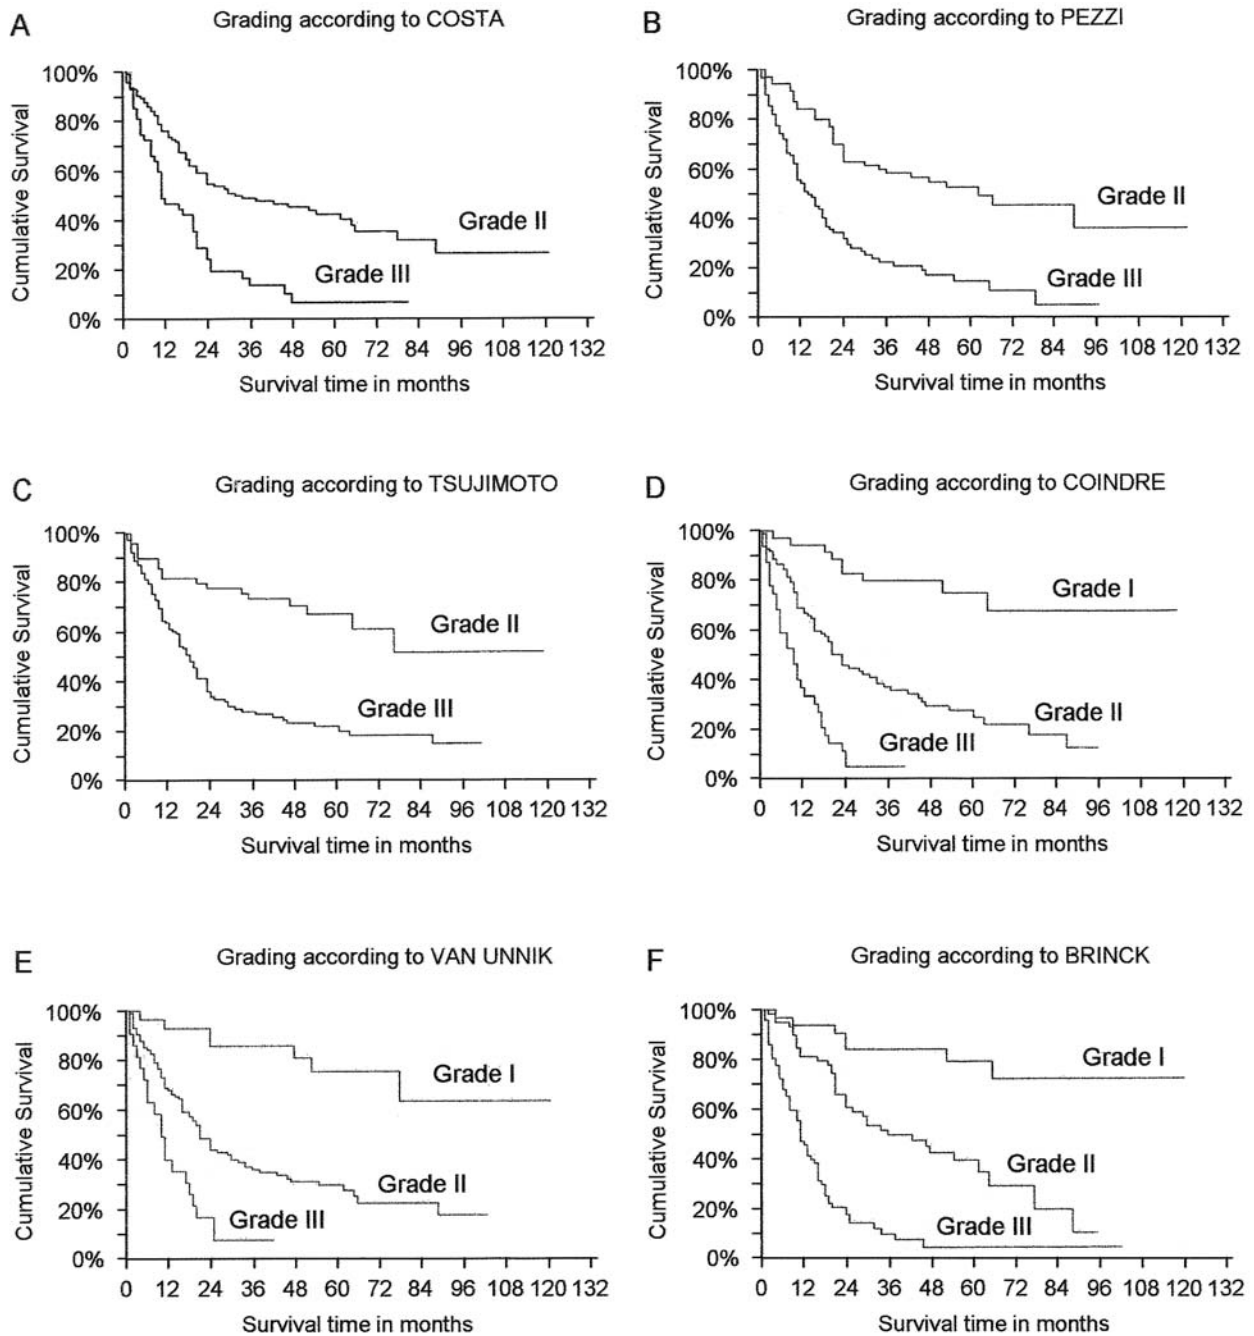 A
Grading according to COSTA
Cumulative Survival
100%
80%
60%
40%
20%
0%
Grade II
Grade III
0 12 24 36 48 60 72 84 96 108 120 132
Survival time in months
B
Grading according to PEZZI
Cumulative Survival
100%
80%
60%
40%
20%
0%
Grade II
Grade III
0 12 24 36 48 60 72 84 96 108 120 132
Survival time in months
C
Grading according to TSUJIMOTO
Cumulative Survival
100%
80%
60%
40%
20%
0%
Grade II
Grade III
0 12 24 36 48 60 72 84 96 108 120 132
Survival time in months
D
Grading according to COINDRE
Cumulative Survival
100%
80%
60%
40%
20%
0%
Grade I
Grade II
Grade III
0 12 24 36 48 60 72 84 96 108 120 132
Survival time in months
E
Grading according to VAN UNNIK
Cumulative Survival
100%
80%
60%
40%
20%
0%
Grade I
Grade II
Grade III
0 12 24 36 48 60 72 84 96 108 120 132
Survival time in months
F
Grading according to BRINCK
Cumulative Survival
100%
80%
60%
40%
20%
0%
Grade I
Grade II
Grade III
0 12 24 36 48 60 72 84 96 108 120 132
Survival time in months